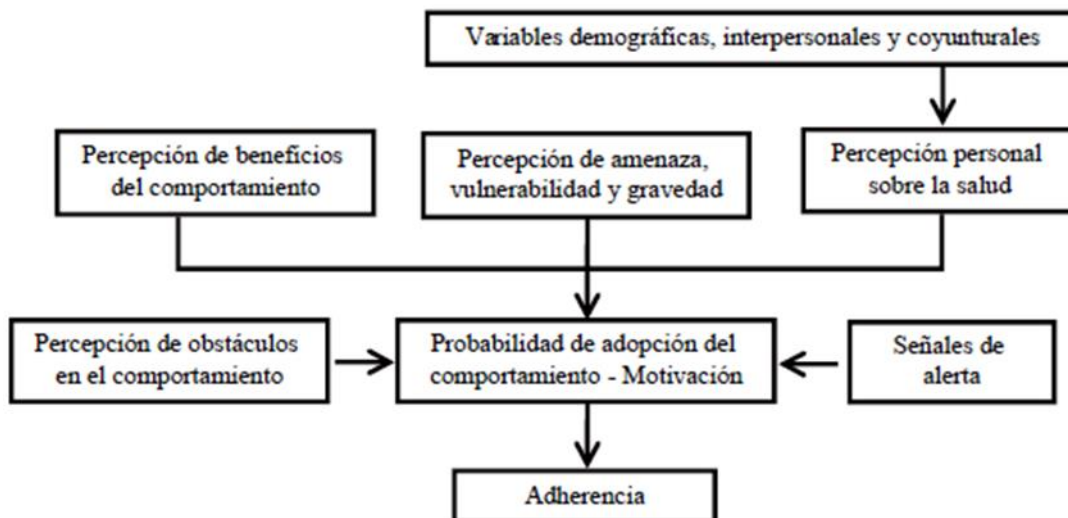 Variables demográficas, interpersonales y coyunturales
Percepción de beneficios
del comportamiento
Percepción de amenaza,
vulnerabilidad y gravedad
Percepción personal
sobre la salud
Percepción de obstáculos
en el comportamiento
Probabilidad de adopción del
comportamiento - Motivación
Señales de
alerta
Adherencia